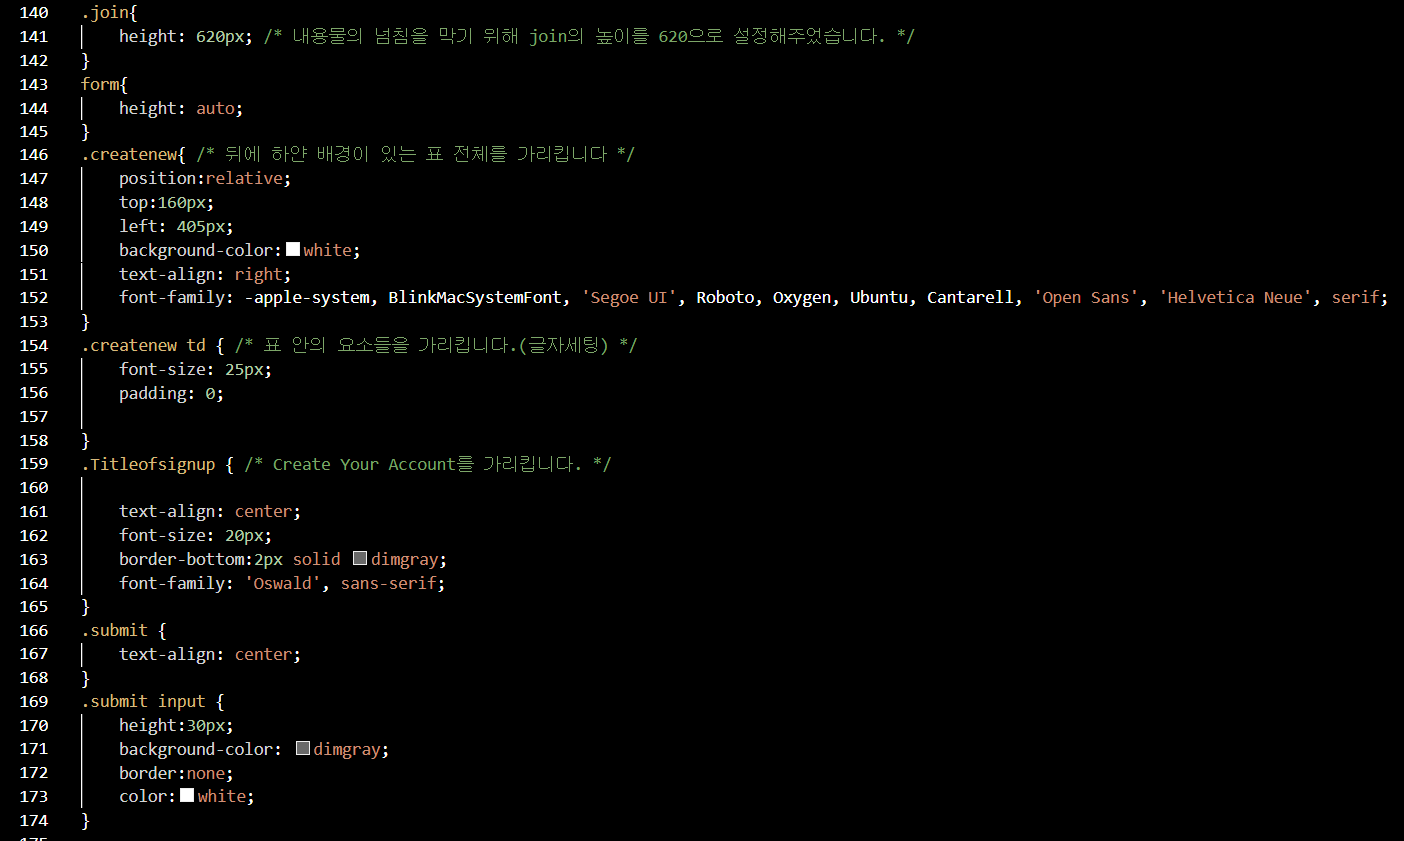 140 .join{
141 height: 620px; /* 내용물의 넘침을 막기 위해 join의 높이를 620으로 설정해주었습니다. */
142 }
143 form{
144 height: auto;
145 }
146 .createnew{ /* 뒤에 하얀 배경이 있는 표 전체를 가리킵니다 */
147 position:relative;
148 top:160px;
149 left: 405px;
150 background-color:white;
151 text-align: right;
152 font-family: -apple-system, BlinkMacSystemFont, 'Segoe UI', Roboto, Oxygen, Ubuntu, Cantarell, 'Open Sans', 'Helvetica Neue', serif;
153 }
154 .createnew td { /* 표 안의 요소들을 가리킵니다.(글자세팅) */
155 font-size: 25px;
156 padding: 0;
157
158 }
159 .Titleofsignup { /* Create Your Account를 가리킵니다. */
160
161 text-align: center;
162 font-size: 20px;
163 border-bottom:2px solid dimgray;
164 font-family: 'Oswald', sans-serif;
165 }
166 .submit {
167 text-align: center;
168 }
169 .submit input {
170 height:30px;
171 background-color: dimgray;
172 border:none;
173 color:white;
174 }